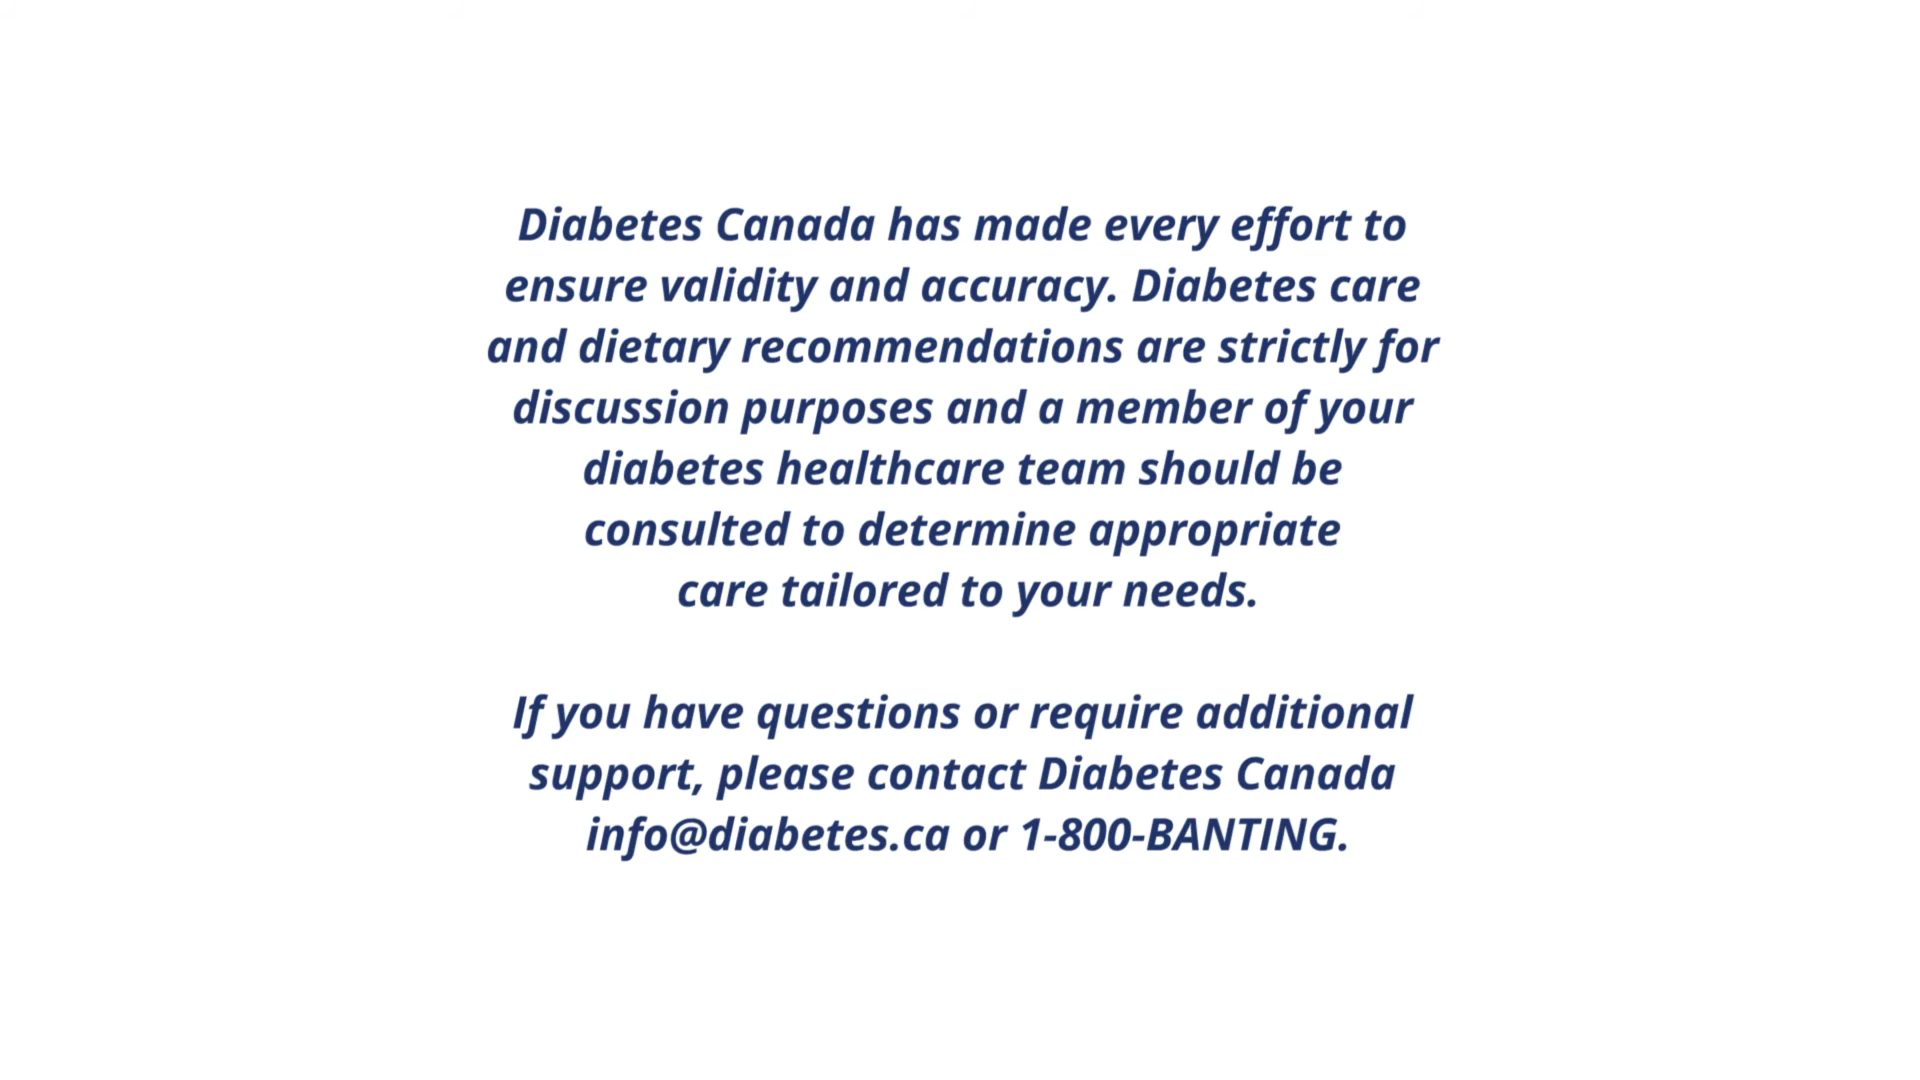 Diabetes Canada has made every effort to
ensure validity and accuracy. Diabetes care
and dietary recommendations are strictly for
discussion purposes and a member of your
diabetes healthcare team should be
consulted to determine appropriate
care tailored to your needs.
If you have questions or require additional
support, please contact Diabetes Canada
info@diabetes.ca or 1-800-BANTING.